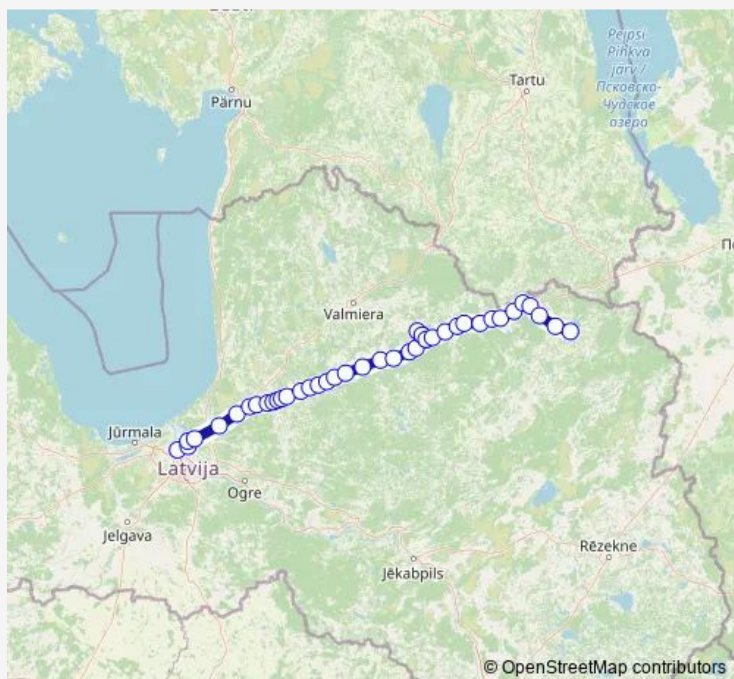 Pärnu
Tartu
Peipsi-
Pihkva
järv /
Псковско-
Чудское
озеро
Valmiera
Jūrmala
Latvija
Ogre
Jelgava
Jēkabpils
Rēzekne
© OpenStreetMap contributors